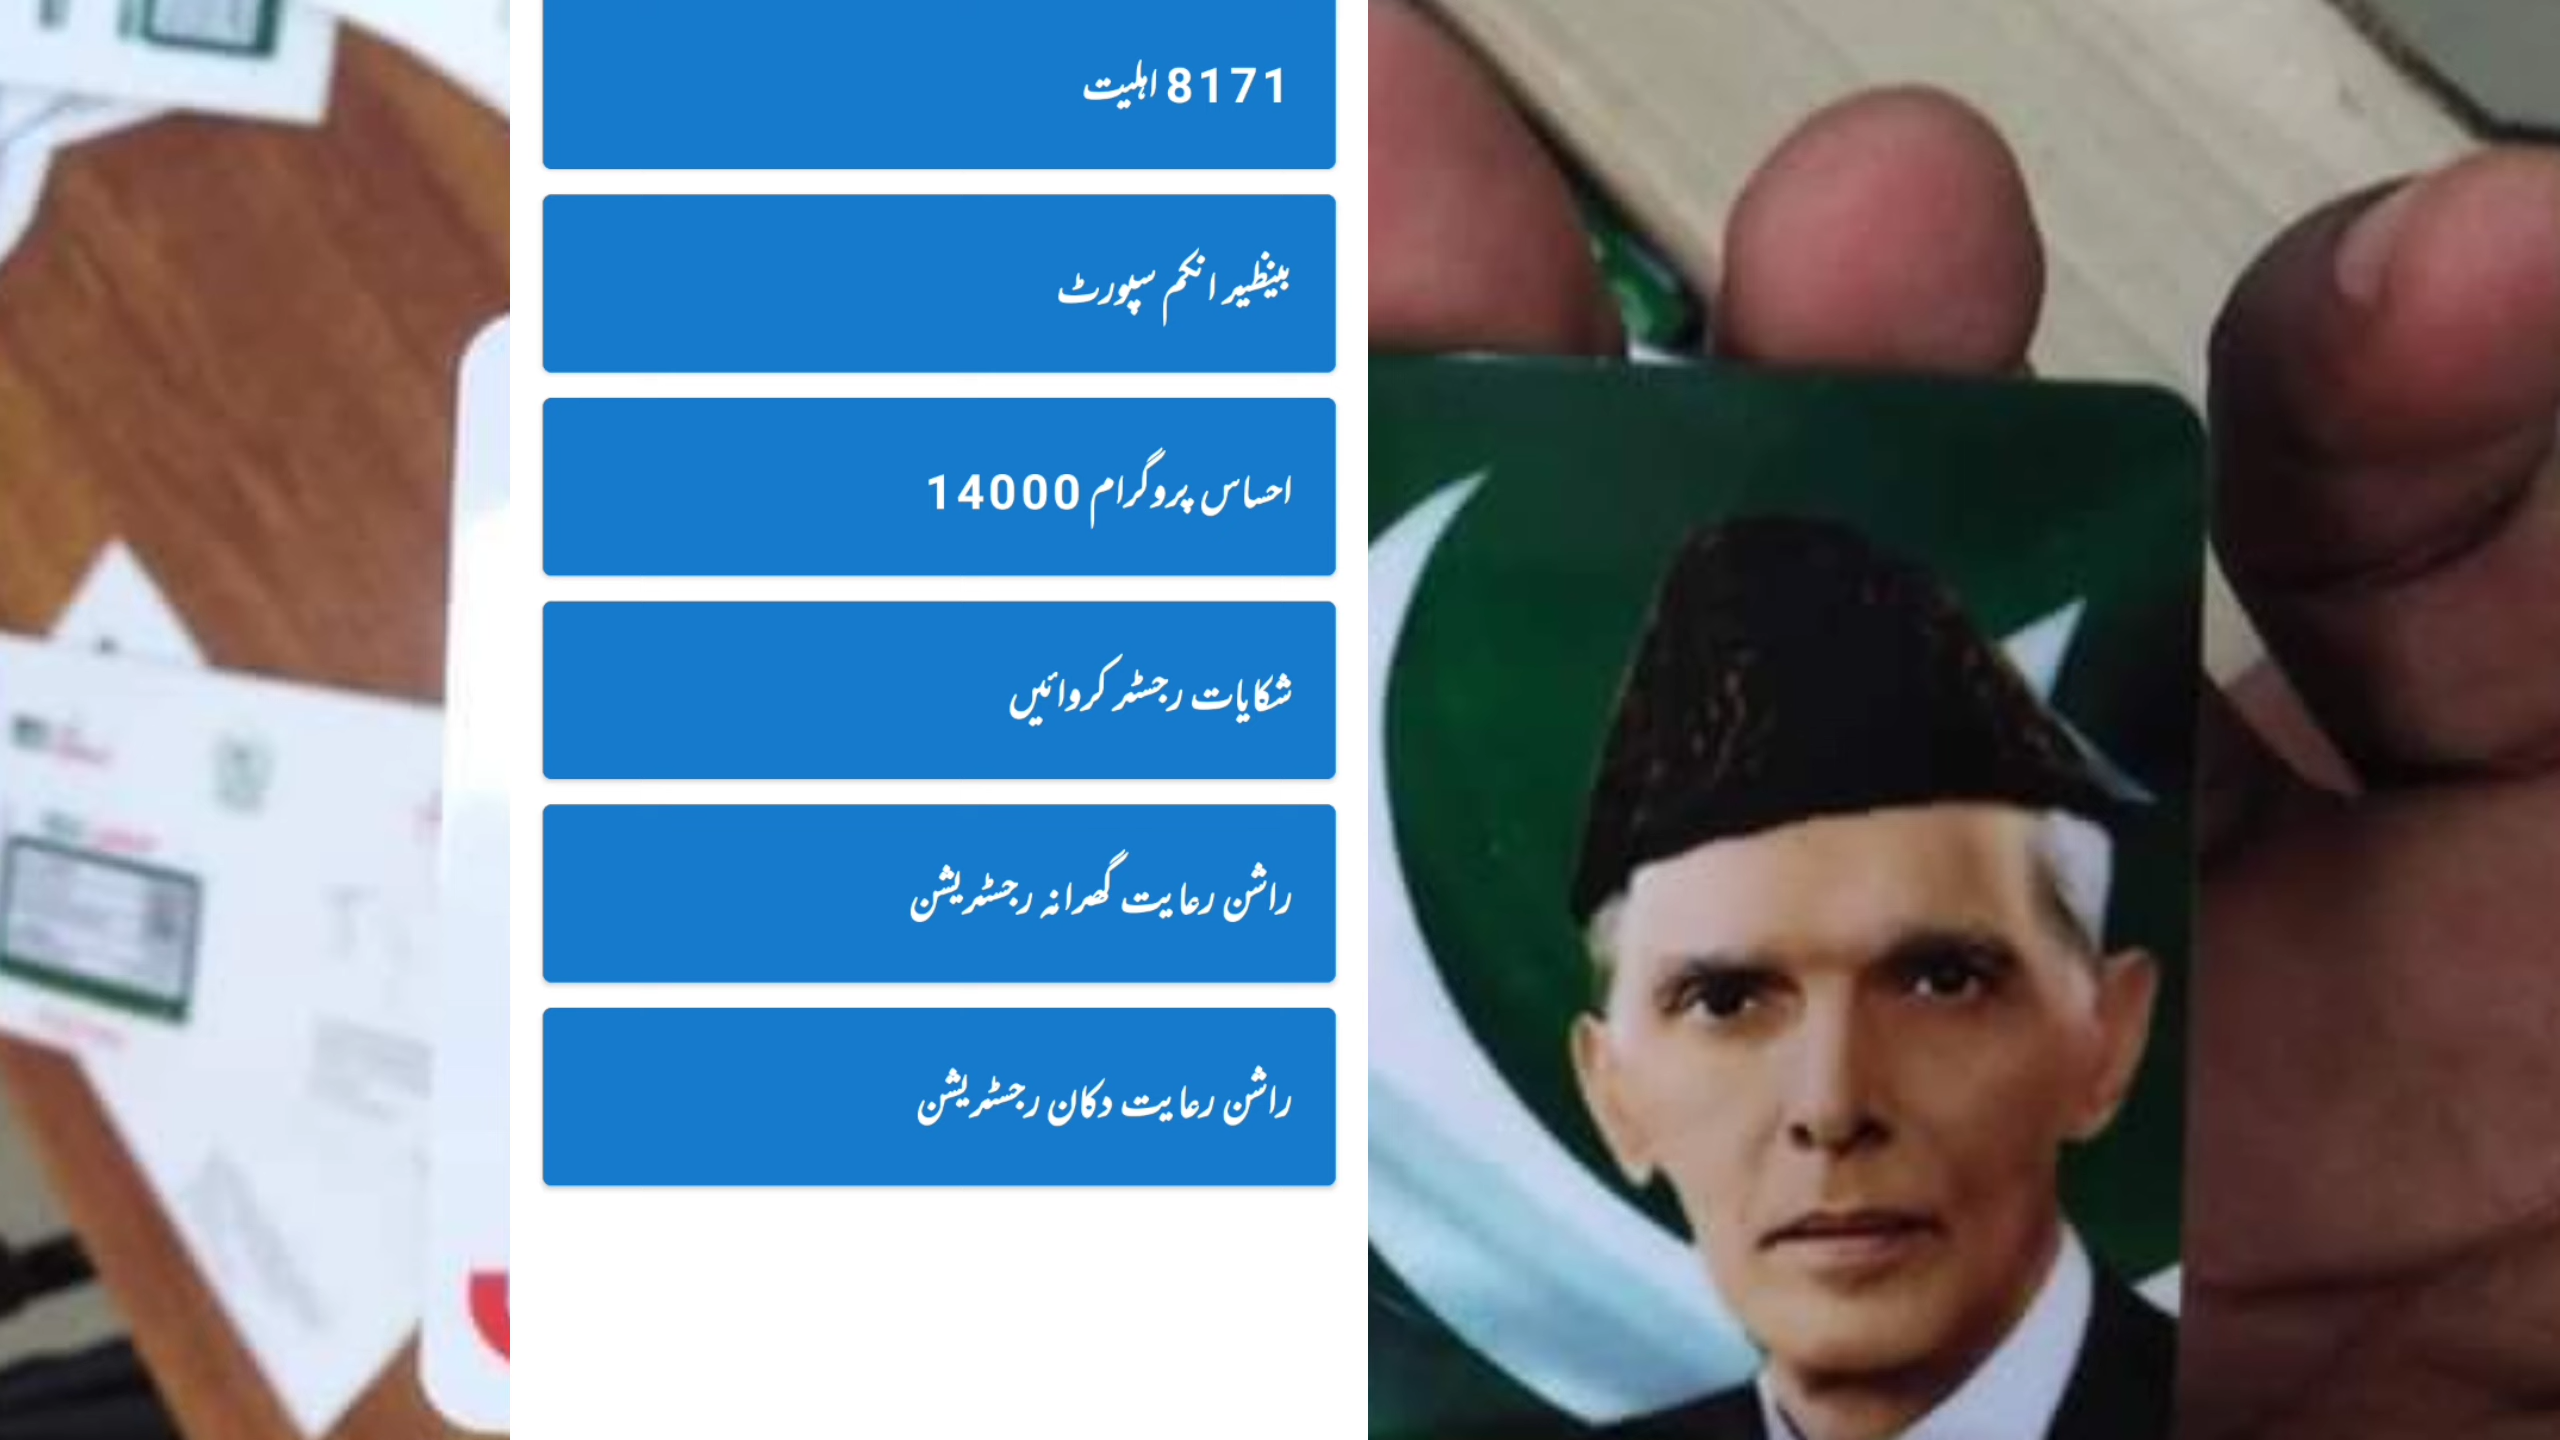 8171 اہلیت
بینظیر انکم سپورٹ
احساس پروگرام 14000
شکایات رجسٹر کروائیں
راشن رعایت گھرانہ رجسٹریشن
راشن رعایت دکان رجسٹریشن